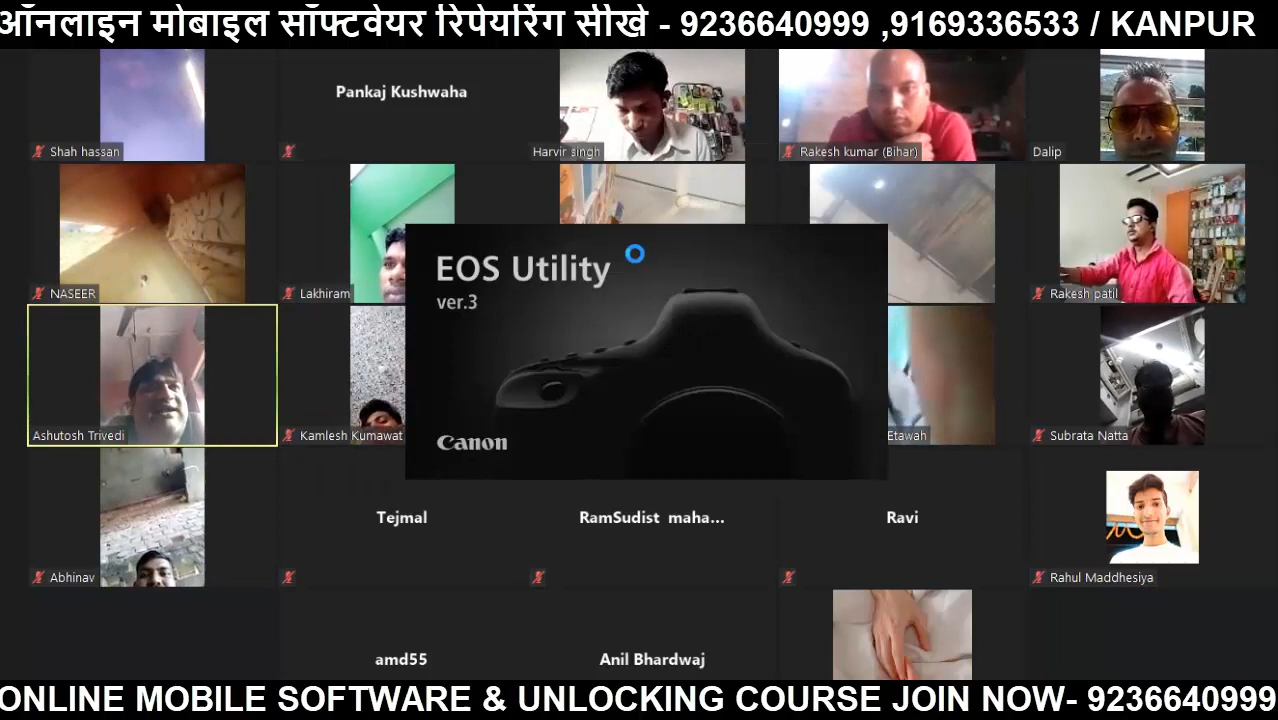 ऑनलाइन मोबाइल सॉफ्टवेयर रिपेयरिंग सीखे - 9236640999 ,9169336533 / KANPUR
Shah hassan
Pankaj Kushwaha
Harvir singh
Rakesh kumar (Bihar)
Dalip
NASEER
Lakhiram
Rakesh patil
EOS Utility
ver.3
Canon
Ashutosh Trivedi
Kamlesh Kumawat
Etawah
Subrata Natta
Abhinav
Tejmal
RamSudist maha...
Ravi
Rahul Maddhesiya
amd55
Anil Bhardwaj
ONLINE MOBILE SOFTWARE & UNLOCKING COURSE JOIN NOW- 9236640999